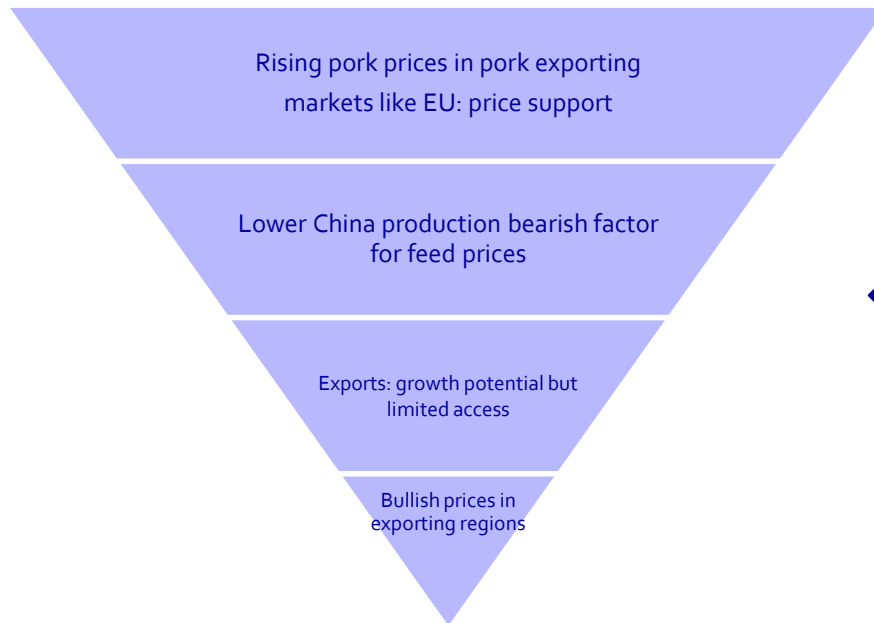 Rising pork prices in pork exporting
markets like EU: price support
Lower China production bearish factor
for feed prices
Exports: growth potential but
limited access
Bullish prices in
exporting regions